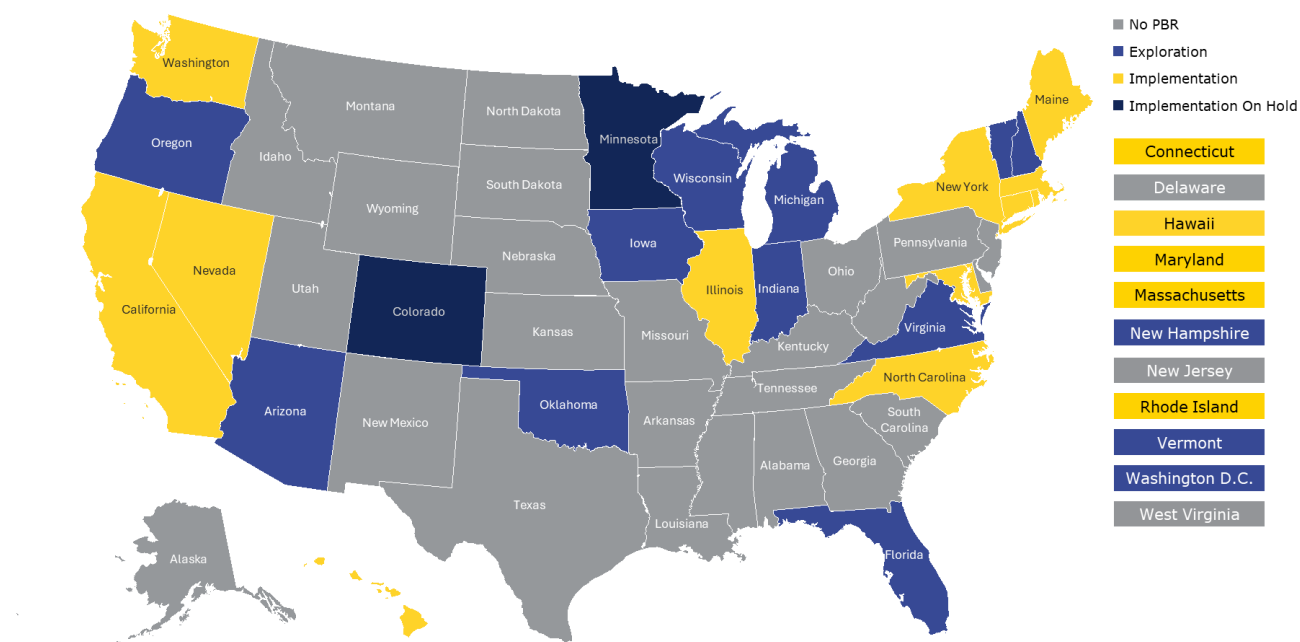 No PBR
Exploration
Implementation
Implementation On Hold
Washington
Oregon
California
Nevada
Idaho
Montana
Wyoming
Utah
Arizona
Colorado
New Mexico
North Dakota
South Dakota
Nebraska
Kansas
Oklahoma
Texas
Minnesota
Iowa
Missouri
Arkansas
Louisiana
Wisconsin
Illinois
Michigan
Indiana
Ohio
Kentucky
Tennessee
Alabama
Georgia
Florida
South
Carolina
North Carolina
Virginia
Pennsylvania
New York
Maine
Alaska
Connecticut
Delaware
Hawaii
Maryland
Massachusetts
New Hampshire
New Jersey
Rhode Island
Vermont
Washington D.C.
West Virginia